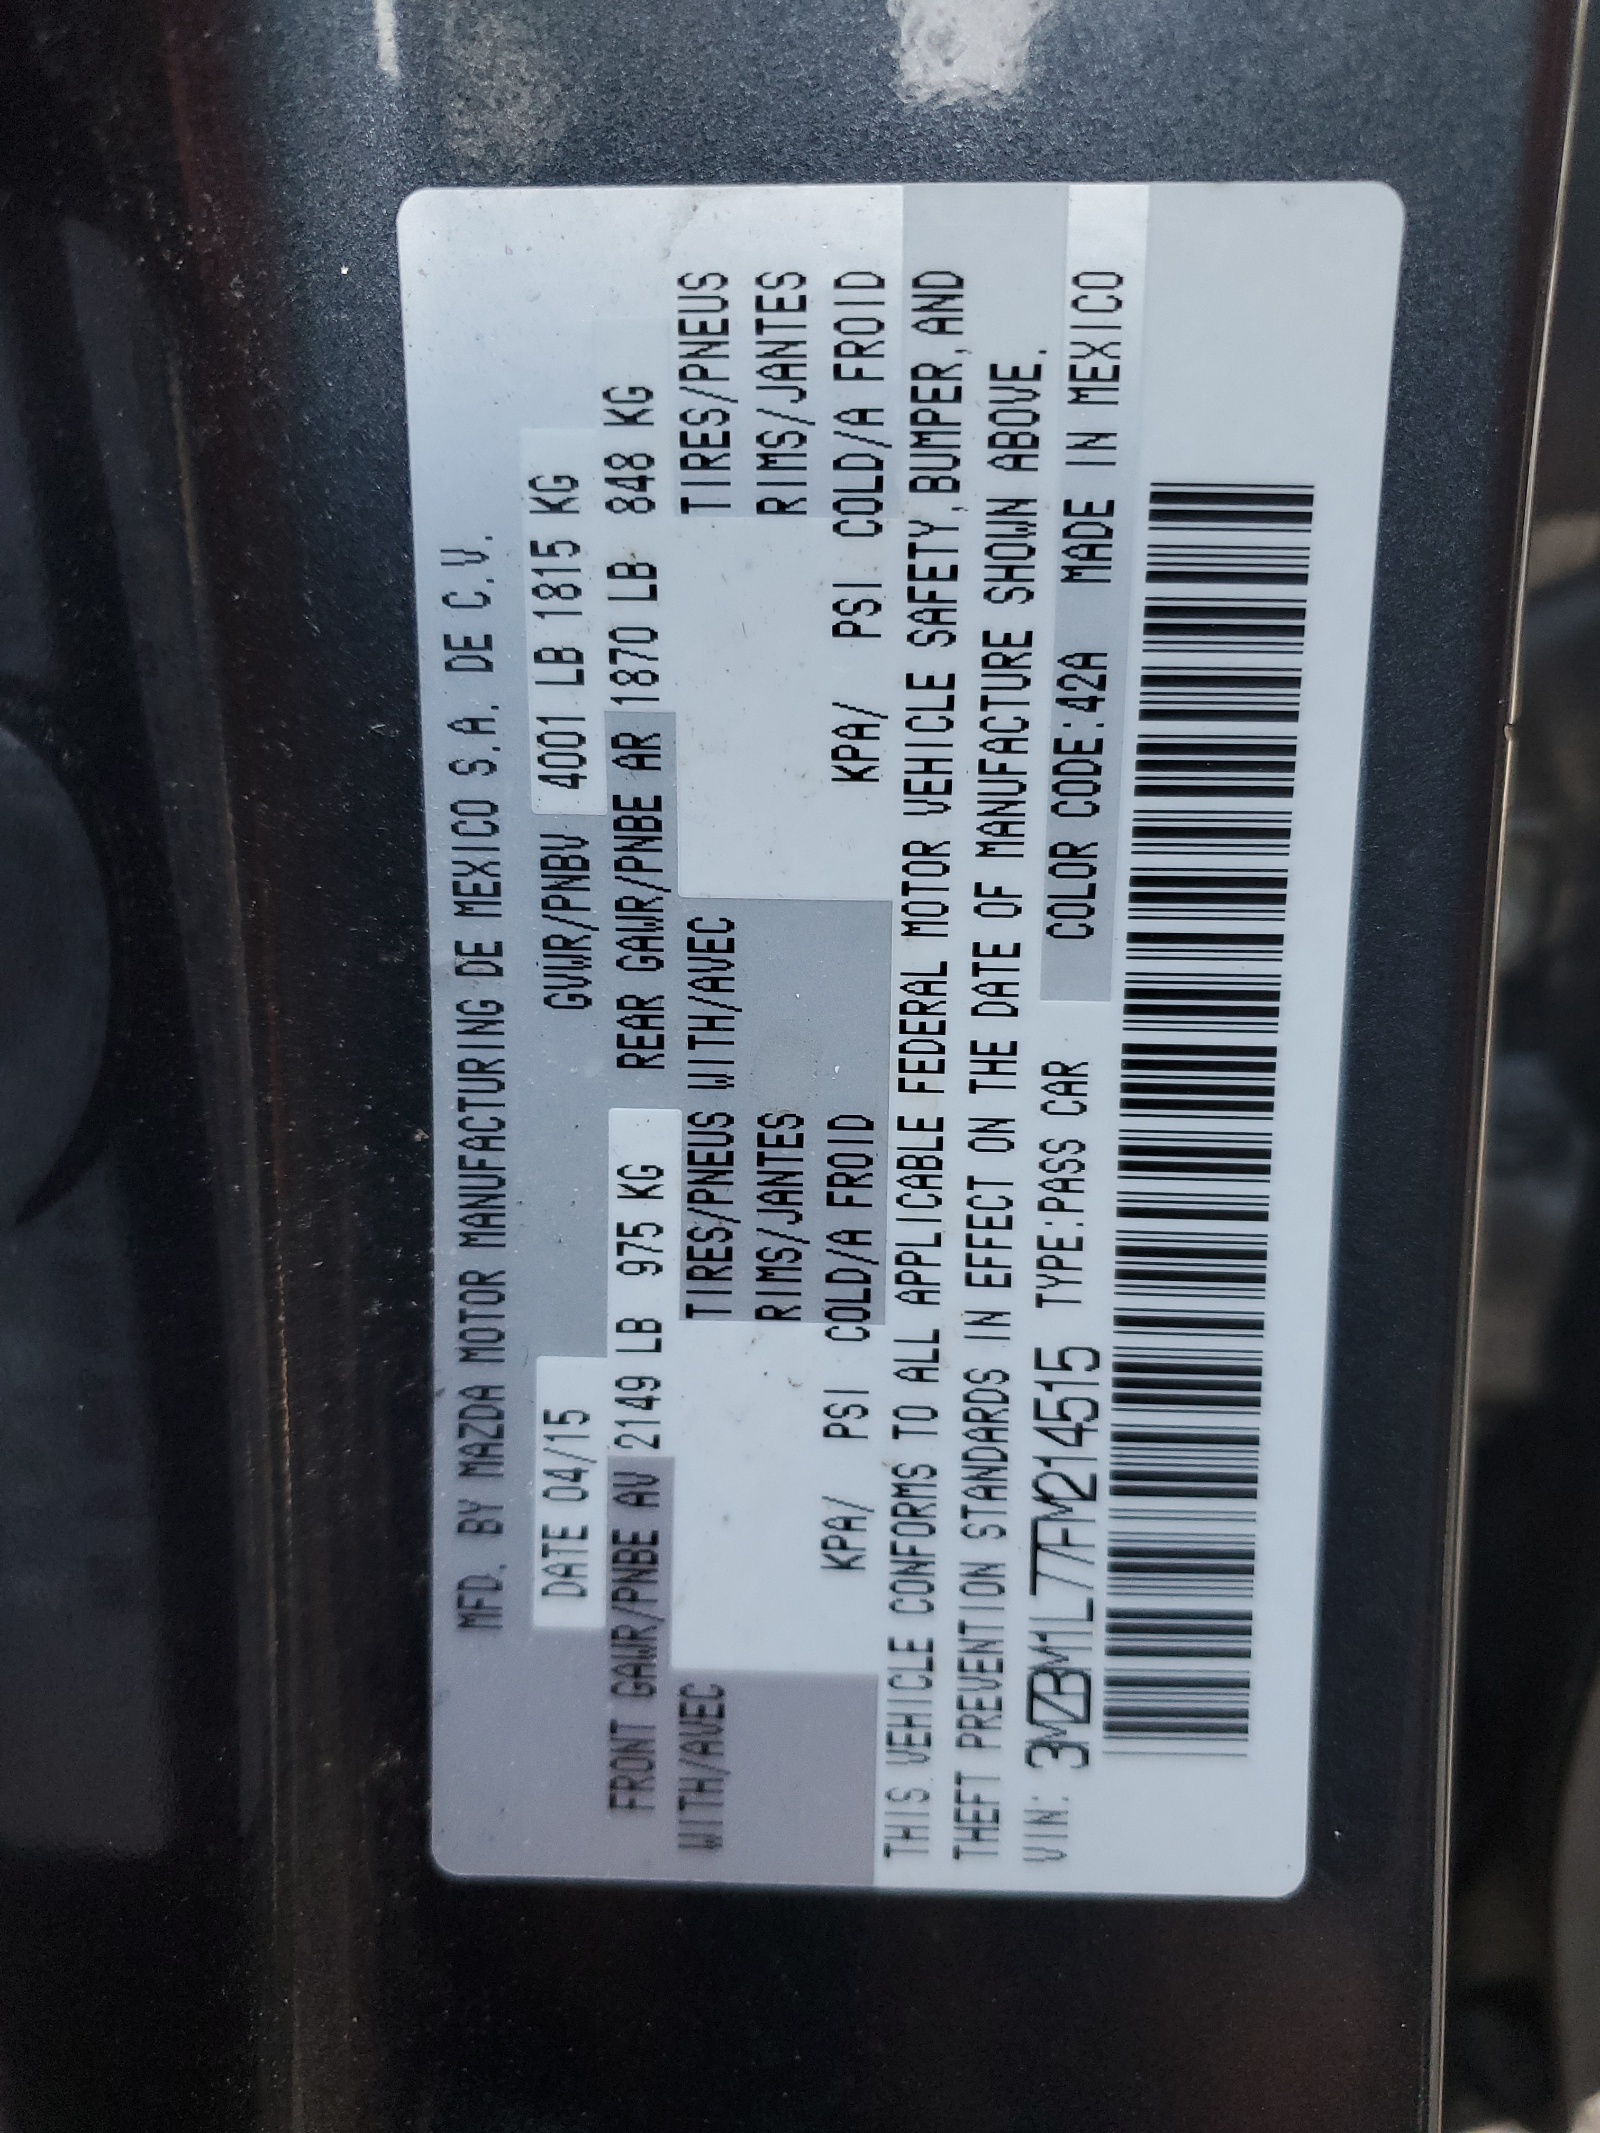 MFD. BY MAZDA MOTOR MANUFACTURING DE MEXICO S.A. DE C.V.
DATE 04/15 GVWR/PNBV 4001 LB 1815 KG
FRONT GAWR/PNBE AV 2149 LB 975 KG REAR GAWR/PNBE AR 1870 LB 848 KG
WITH/AVEC TIRES/PNEUS WITH/AVEC TIRES/PNEUS
RIMS/JANTES RIMS/JANTES
KPA/ PSI COLD/A FROID KPA/ PSI COLD/A FROID
THIS VEHICLE CONFORMS TO ALL APPLICABLE FEDERAL MOTOR VEHICLE SAFETY, BUMPER, AND
THEFT PREVENTION STANDARDS IN EFFECT ON THE DATE OF MANUFACTURE SHOWN ABOVE.
VIN: 3MZBM1L77FM214515 TYPE:PASS CAR COLOR CODE:42A MADE IN MEXICO